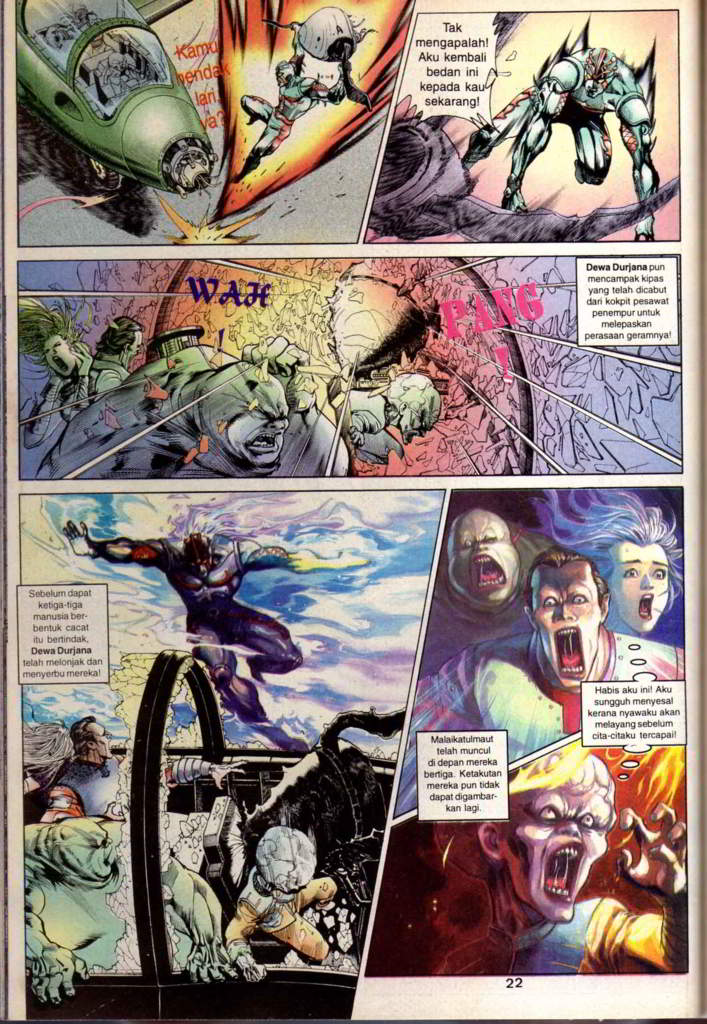 Kamu
hendak
lari,
ya?
Tak
mengapalah!
Aku kembali
bedan ini
kepada kau
sekarang!
WAH
!
PANG
!
Dewa Durjana pun
mencampak kipas
yang telah dicabut
dari kokpit pesawat
penempur untuk
melepaskan
perasaan geramnya!
Sebelum dapat
ketiga-tiga
manusia ber-
bentuk cacat
itu bertindak,
Dewa Durjana
telah melonjak dan
menyerbu mereka!
Habis aku ini! Aku
sungguh menyesal
kerana nyawaku akan
melayang sebelum
cita-citaku tercapai!
Malaikatulmaut
telah muncul
di depan mereka
bertiga. Ketakutan
mereka pun tidak
dapat digambar-
kan lagi.
22